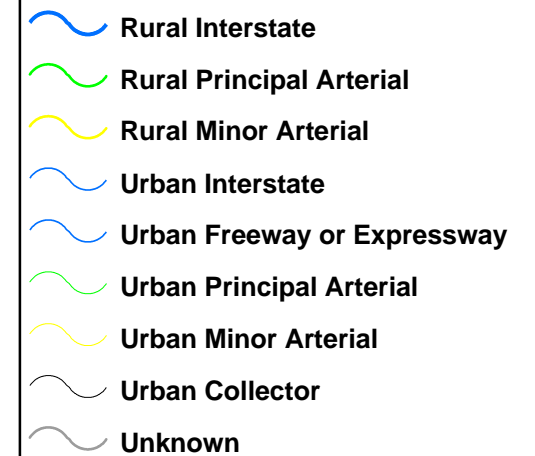 Rural Interstate
Rural Principal Arterial
Rural Minor Arterial
Urban Interstate
Urban Freeway or Expressway
Urban Principal Arterial
Urban Minor Arterial
Urban Collector
Unknown